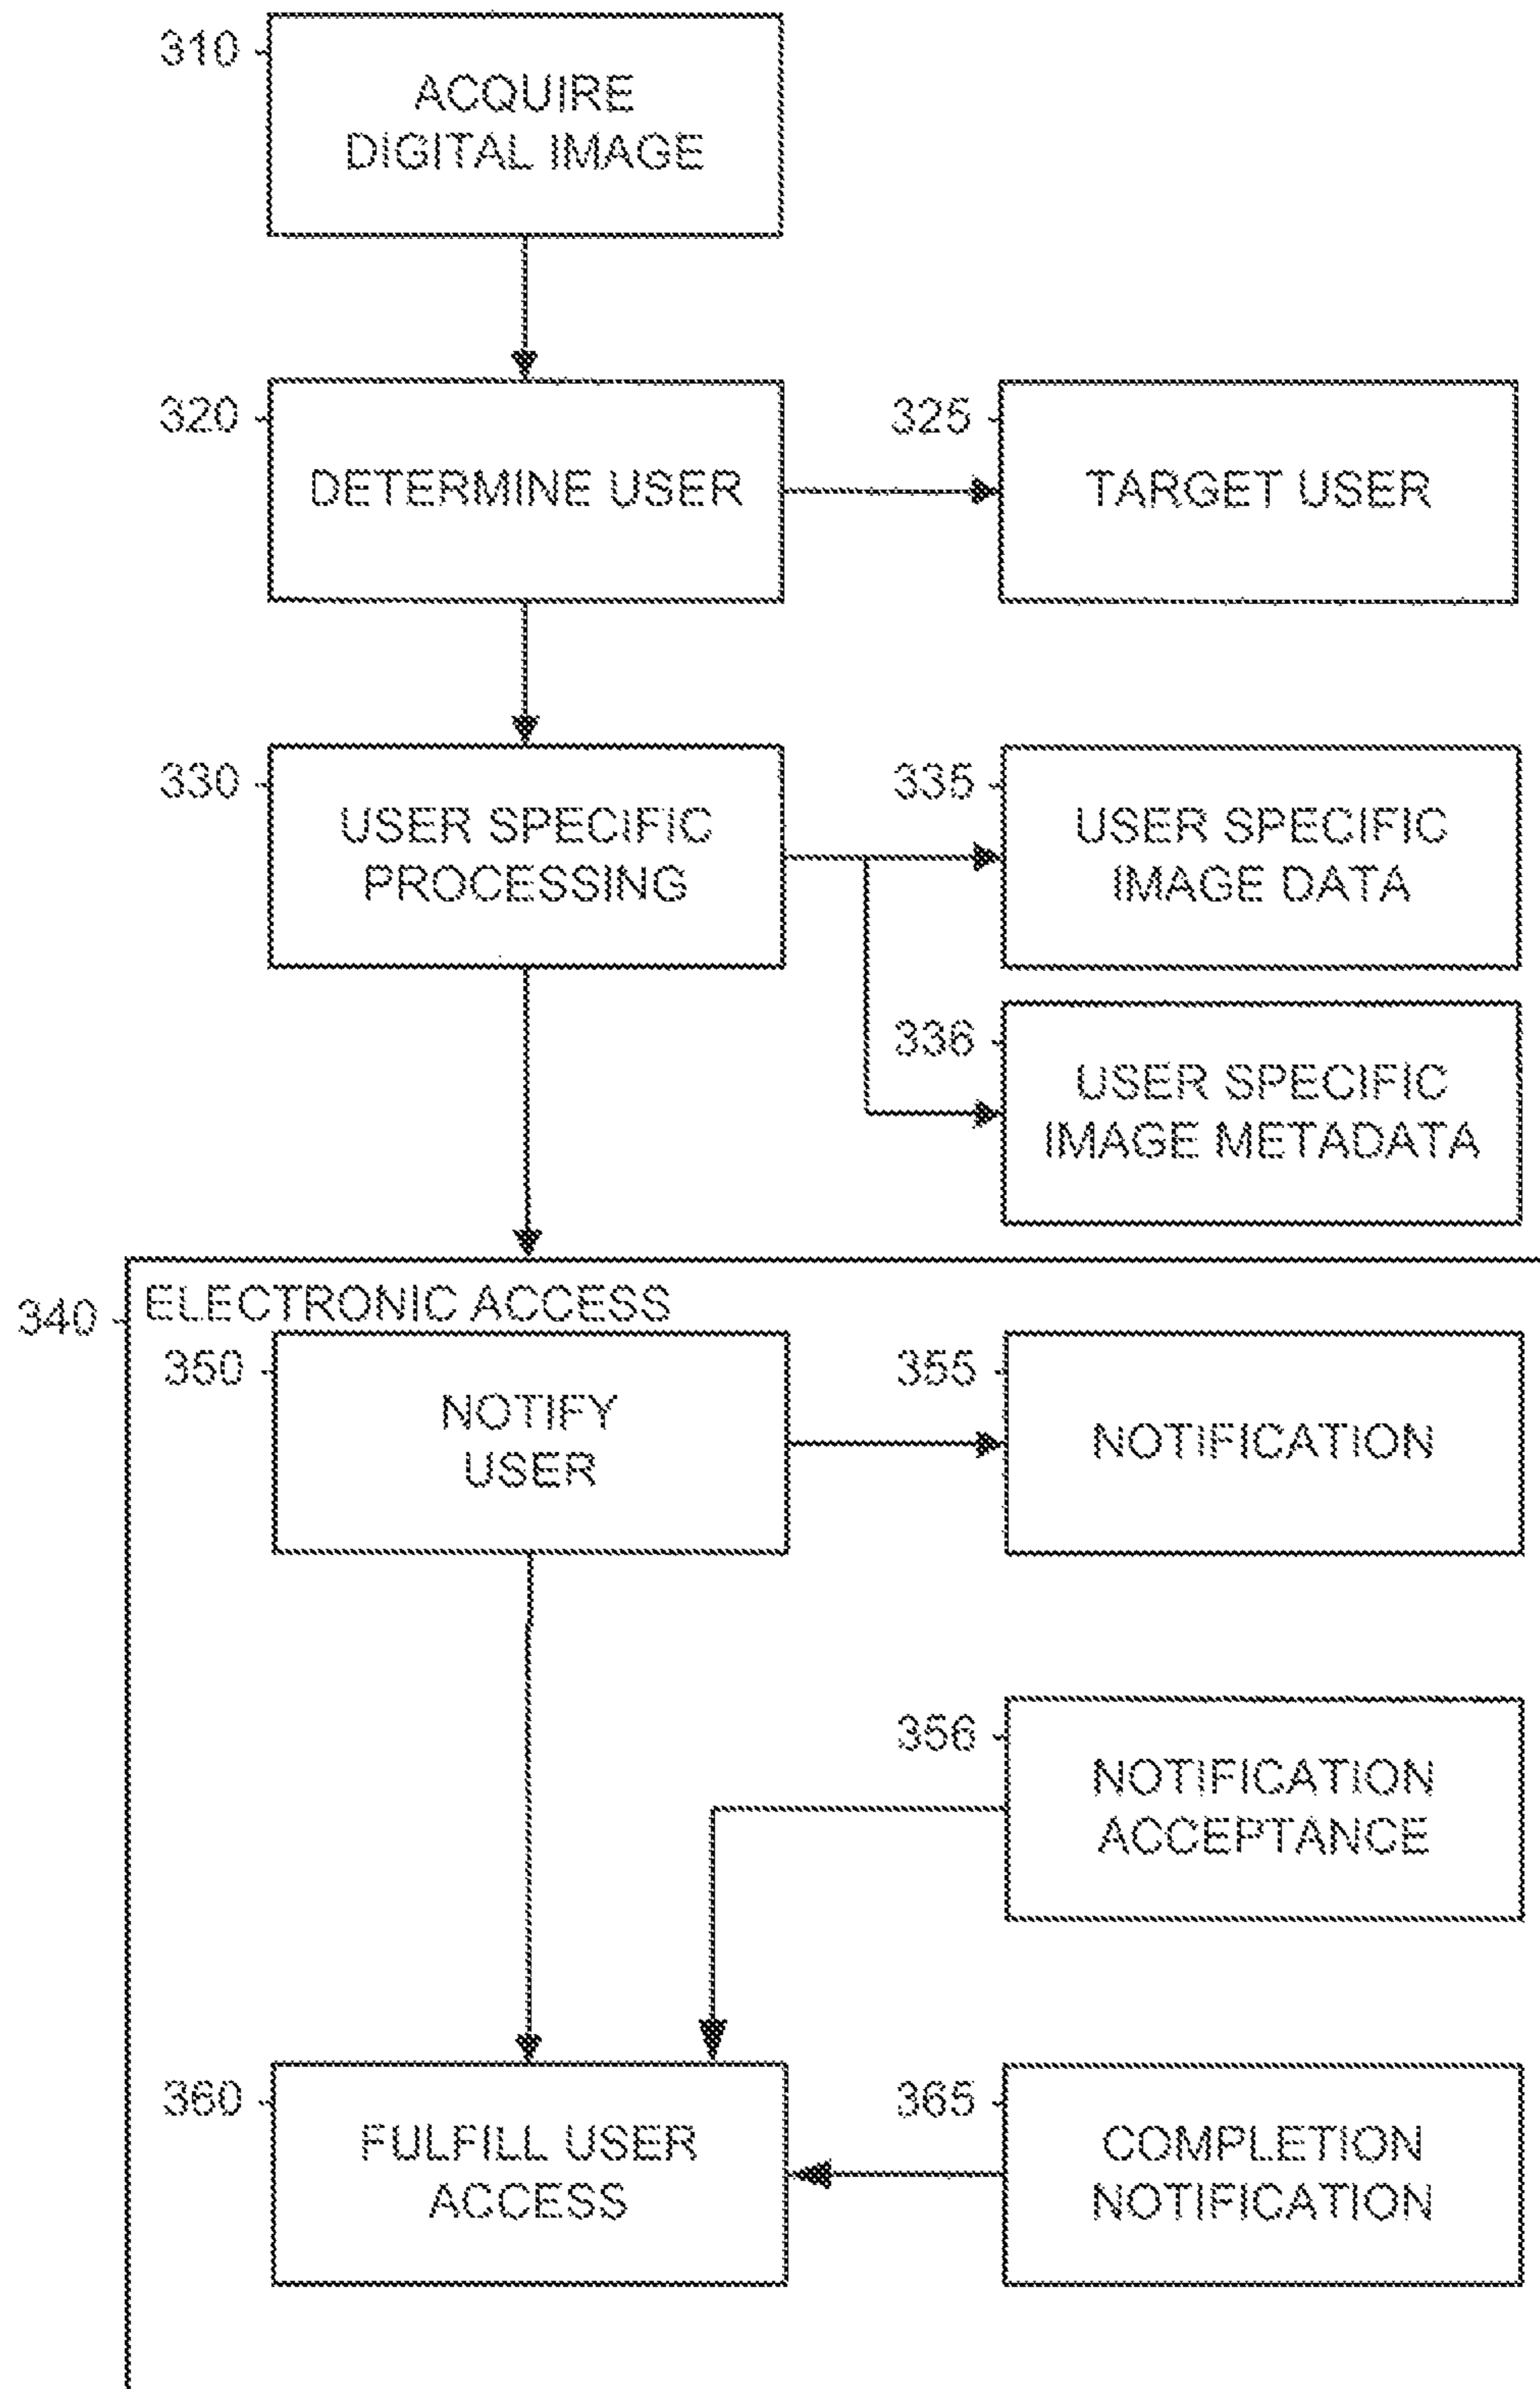 310
ACQUIRE
DIGITAL IMAGE
320
DETERMINE USER
325
TARGET USER
330
USER SPECIFIC
PROCESSING
335
USER SPECIFIC
IMAGE DATA
336
USER SPECIFIC
IMAGE METADATA
340
ELECTRONIC ACCESS
350
NOTIFY
USER
355
NOTIFICATION
356
NOTIFICATION
ACCEPTANCE
360
FULFILL USER
ACCESS
365
COMPLETION
NOTIFICATION